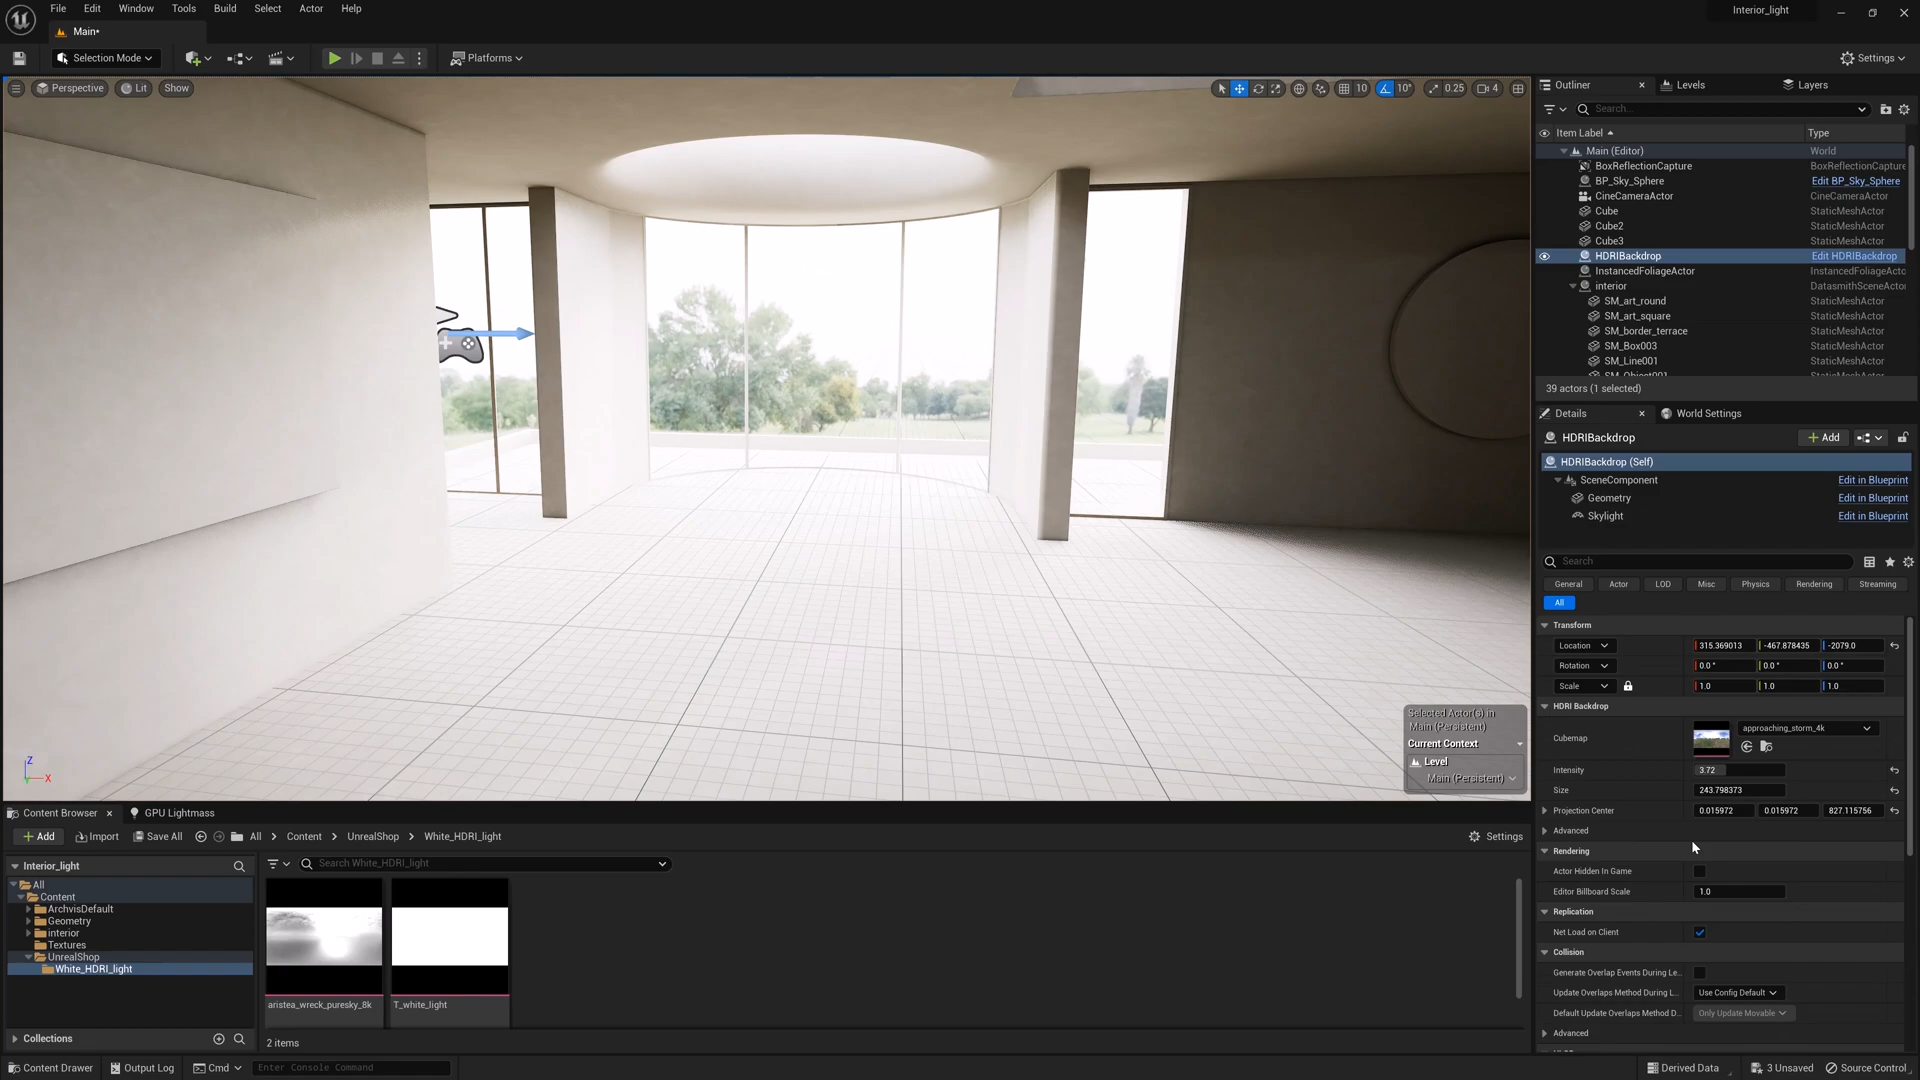 File Edit Window Tools Build Select Actor Help
Interior_light
Main*
Selection Mode
Platforms
Settings
Perspective Lit Show
10 10° 0.25 4
Outliner Levels Layers
Search...
Item Label Type
Main (Editor) World
BoxReflectionCapture BoxReflectionCapture
BP_Sky_Sphere Edit BP_Sky_Sphere
CineCameraActor CineCameraActor
Cube StaticMeshActor
Cube2 StaticMeshActor
Cube3 StaticMeshActor
HDRIBackdrop Edit HDRIBackdrop
InstancedFoliageActor InstancedFoliageActo
interior DatasmithSceneActor
SM_art_round StaticMeshActor
SM_art_square StaticMeshActor
SM_border_terrace StaticMeshActor
SM_Box003 StaticMeshActor
SM_Line001 StaticMeshActor
39 actors (1 selected)
Details World Settings
HDRIBackdrop
Add
HDRIBackdrop (Self)
SceneComponent Edit in Blueprint
Geometry Edit in Blueprint
Skylight Edit in Blueprint
Search
General Actor LOD Misc Physics Rendering Streaming
All
Transform
Location 315.369013 -467.878435 -2079.0
Rotation 0.0 ° 0.0 ° 0.0 °
Scale 1.0 1.0 1.0
HDRI Backdrop
Cubemap approaching_storm_4k
Intensity 3.72
Size 243.798373
Projection Center 0.015972 0.015972 827.115756
Advanced
Rendering
Actor Hidden In Game
Editor Billboard Scale 1.0
Replication
Net Load on Client
Collision
Generate Overlap Events During Le...
Update Overlaps Method During L... Use Config Default
Default Update Overlaps Method D... Only Update Movable
Advanced
Selected Actor(s) in
Main (Persistent)
Current Context
Level
Main (Persistent)
Z
X
Content Browser GPU Lightmass
Add Import Save All All Content UnrealShop White_HDRI_light Settings
Interior_light
Search White_HDRI_light
All
Content
ArchvisDefault
Geometry
interior
Textures
UnrealShop
White_HDRI_light
aristea_wreck_puresky_8k
T_white_light
Collections
2 items
Content Drawer Output Log Cmd Enter Console Command
Derived Data 3 Unsaved Source Control